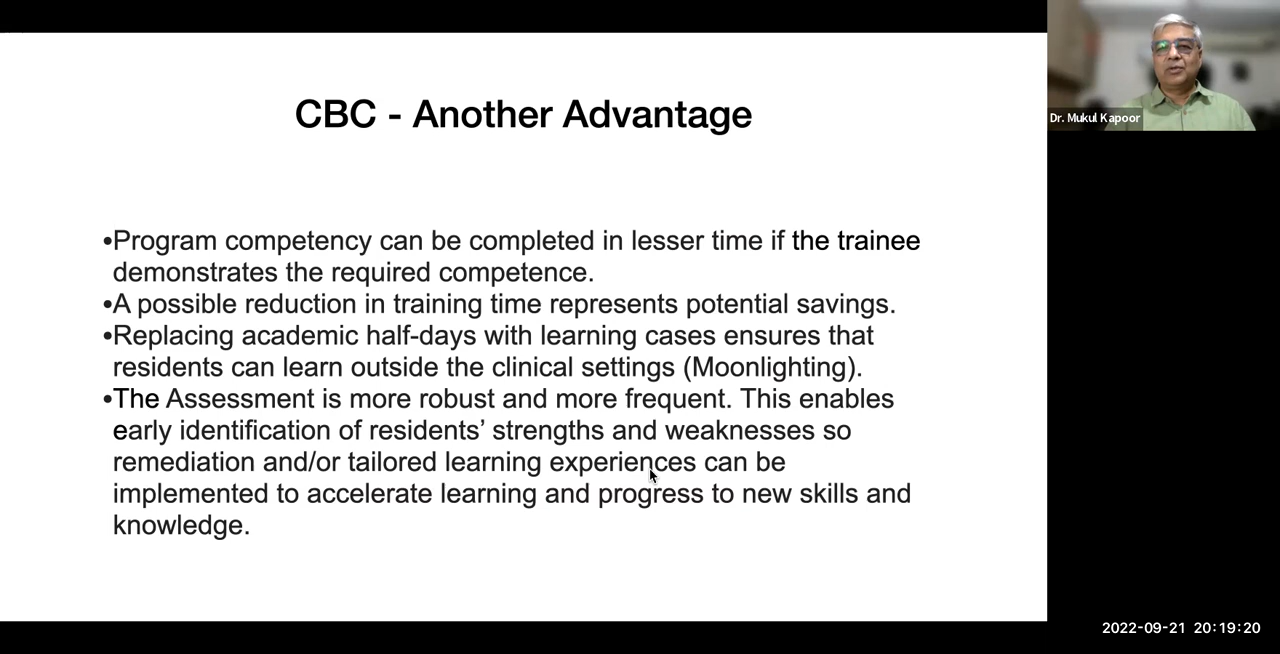 CBC - Another Advantage
•Program competency can be completed in lesser time if the trainee
demonstrates the required competence.
•A possible reduction in training time represents potential savings.
•Replacing academic half-days with learning cases ensures that
residents can learn outside the clinical settings (Moonlighting).
•The Assessment is more robust and more frequent. This enables
early identification of residents’ strengths and weaknesses so
remediation and/or tailored learning experiences can be
implemented to accelerate learning and progress to new skills and
knowledge.
Dr. Mukul Kapoor
2022-09-21 20:19:20